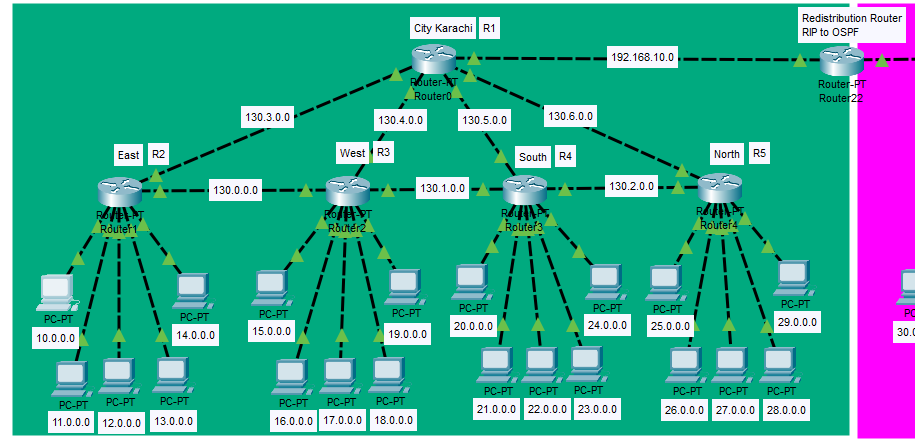 Redistribution Router
RIP to OSPF
City Karachi R1
192.168.10.0
Router-PT
Router0
Router-PT
Router22
130.3.0.0
130.4.0.0
130.5.0.0
130.6.0.0
East R2
West R3
South R4
North R5
130.0.0.0
130.1.0.0
130.2.0.0
Router-PT
Router1
Router-PT
Router2
Router-PT
Router3
Router-PT
Router4
PC-PT
10.0.0.0
PC-PT
14.0.0.0
PC-PT
15.0.0.0
PC-PT
19.0.0.0
PC-PT
20.0.0.0
PC-PT
24.0.0.0
PC-PT
25.0.0.0
PC-PT
29.0.0.0
PC-PT
11.0.0.0
PC-PT
12.0.0.0
PC-PT
13.0.0.0
PC-PT
16.0.0.0
PC-PT
17.0.0.0
PC-PT
18.0.0.0
PC-PT
21.0.0.0
PC-PT
22.0.0.0
PC-PT
23.0.0.0
PC-PT
26.0.0.0
PC-PT
27.0.0.0
PC-PT
28.0.0.0